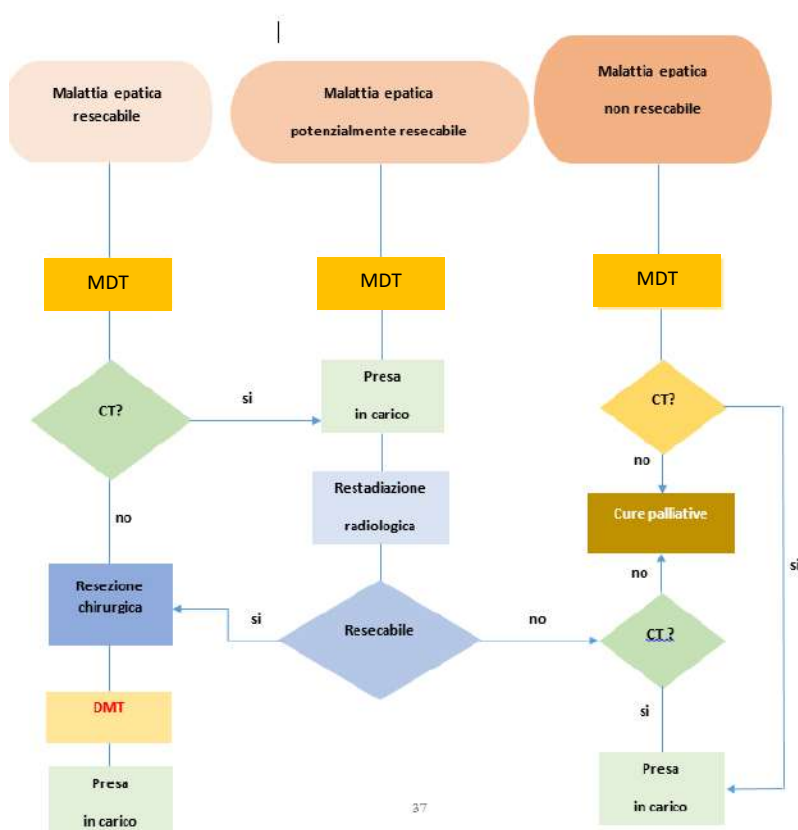 Malattia epatica
resecabile
Malattia epatica
potenzialmente resecabile
Malattia epatica
non resecabile
MDT
MDT
MDT
CT?
si
Presa
in carico
CT?
no
si
no
Restadiazione
radiologica
Cure palliative
Resezione
chirurgica
si
Resecabile
no
no
CT ?
si
DMT
Presa
in carico
Presa
in carico
37